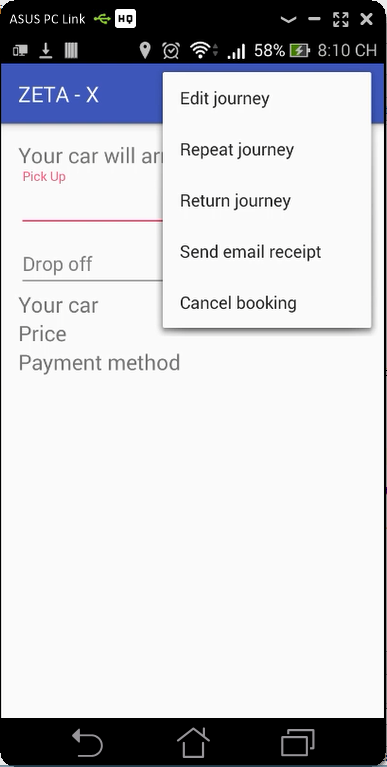 ASUS PC Link HQ
58% 8:10 CH
ZETA - X
Edit journey
Repeat journey
Return journey
Send email receipt
Cancel booking
Your car will
Pick Up
Drop off
Your car
Price
Payment method